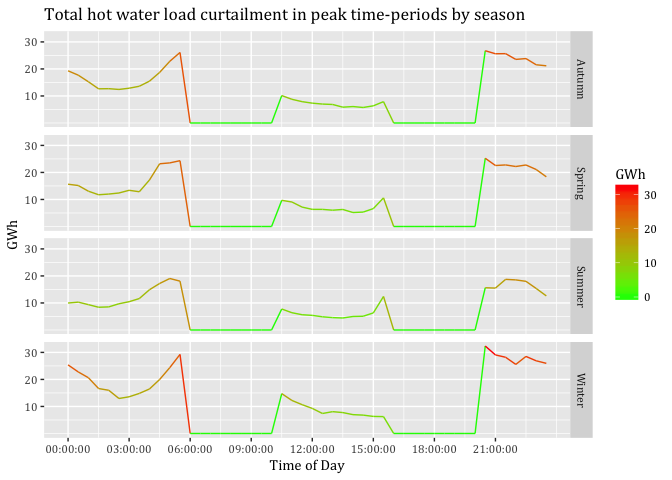 Total hot water load curtailment in peak time-periods by season
30
20
10
Autumn
30
20
10
Spring
30
20
10
Summer
30
20
10
Winter
GWh
00:00:00 03:00:00 06:00:00 09:00:00 12:00:00 15:00:00 18:00:00 21:00:00
Time of Day
GWh
30
20
10
0